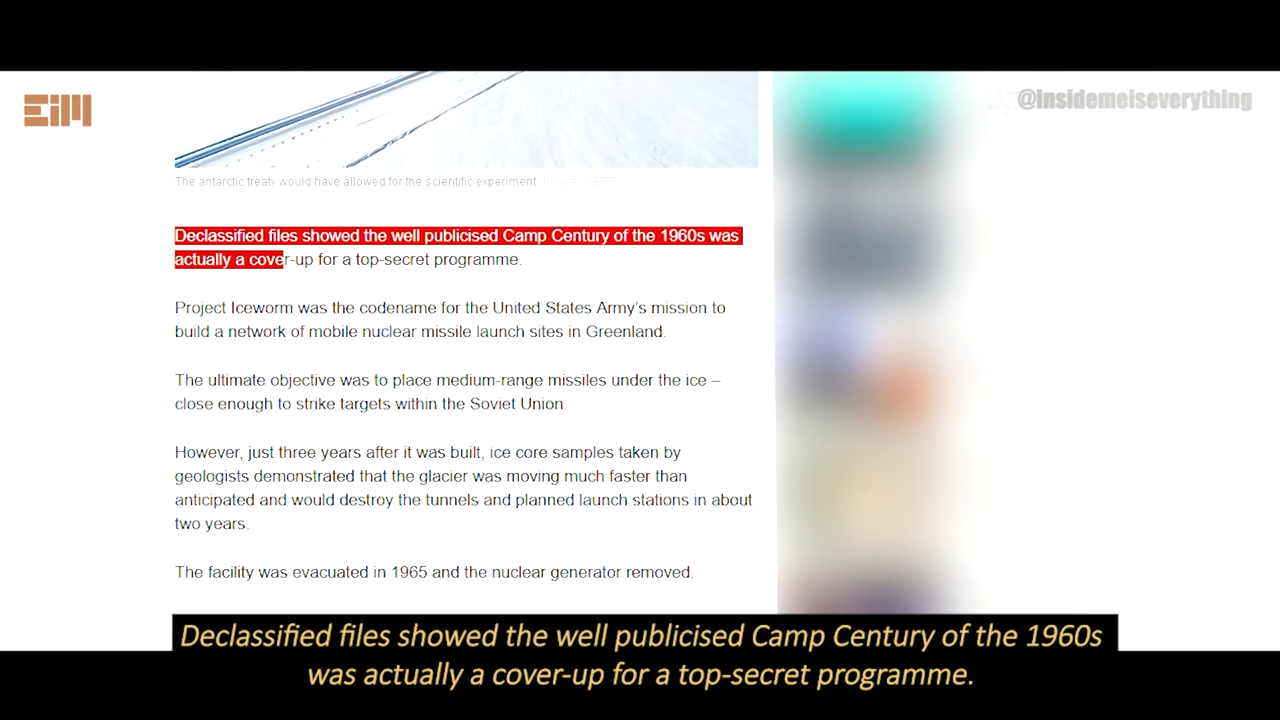 EiM
@insidemeiseverything
The antarctic treaty would have allowed for the scientific experiment
Declassified files showed the well publicised Camp Century of the 1960s was
actually a cover-up for a top-secret programme.
Project Iceworm was the codename for the United States Army’s mission to
build a network of mobile nuclear missile launch sites in Greenland.
The ultimate objective was to place medium-range missiles under the ice –
close enough to strike targets within the Soviet Union.
However, just three years after it was built, ice core samples taken by
geologists demonstrated that the glacier was moving much faster than
anticipated and would destroy the tunnels and planned launch stations in about
two years.
The facility was evacuated in 1965 and the nuclear generator removed.
Declassified files showed the well publicised Camp Century of the 1960s
was actually a cover-up for a top-secret programme.